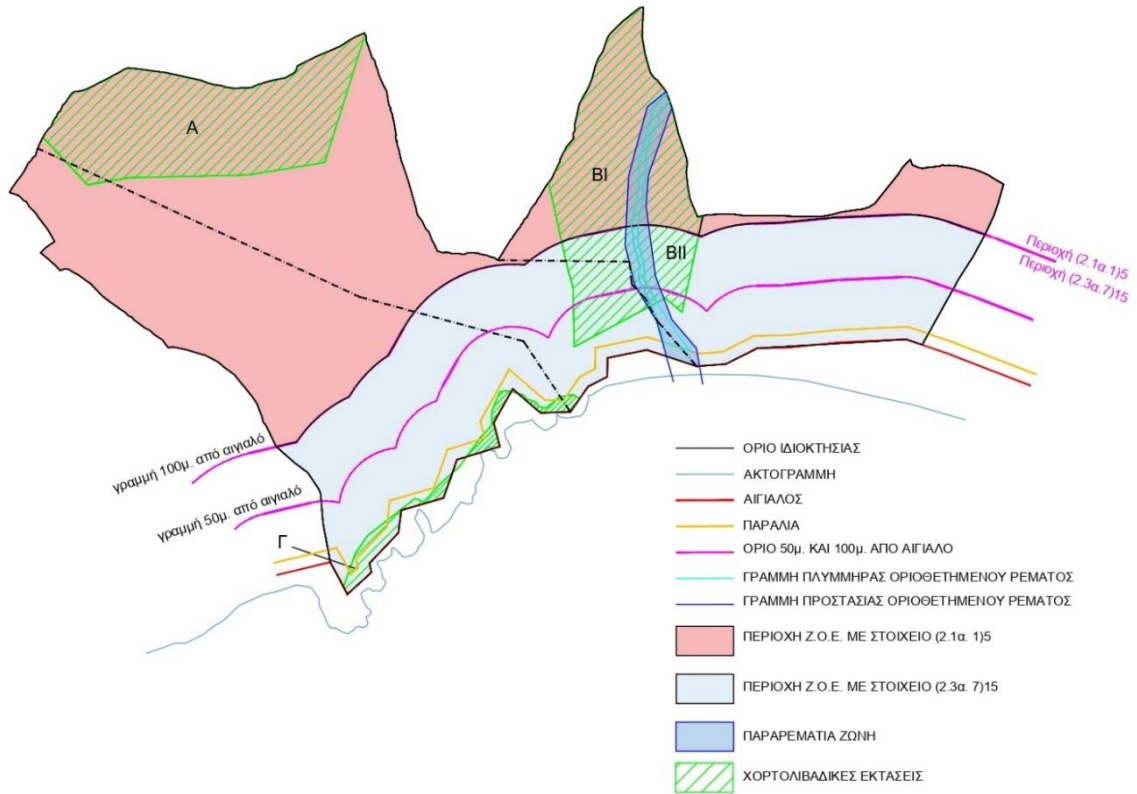 Α
ΒΙ
ΒΙΙ
Περιοχή (2.1α.1)5
Περιοχή (2.3α.7)15
γραμμή 100μ. από αιγιαλό
γραμμή 50μ. από αιγιαλό
Γ
ΟΡΙΟ ΙΔΙΟΚΤΗΣΙΑΣ
ΑΚΤΟΓΡΑΜΜΗ
ΑΙΓΙΑΛΟΣ
ΠΑΡΑΛΙΑ
ΟΡΙΟ 50μ. ΚΑΙ 100μ. ΑΠΟ ΑΙΓΙΑΛΟ
ΓΡΑΜΜΗ ΠΛΥΜΜΗΡΑΣ ΟΡΙΟΘΕΤΗΜΕΝΟΥ ΡΕΜΑΤΟΣ
ΓΡΑΜΜΗ ΠΡΟΣΤΑΣΙΑΣ ΟΡΙΟΘΕΤΗΜΕΝΟΥ ΡΕΜΑΤΟΣ
ΠΕΡΙΟΧΗ Ζ.Ο.Ε. ΜΕ ΣΤΟΙΧΕΙΟ (2.1α. 1)5
ΠΕΡΙΟΧΗ Ζ.Ο.Ε. ΜΕ ΣΤΟΙΧΕΙΟ (2.3α. 7)15
ΠΑΡΑΡΕΜΑΤΙΑ ΖΩΝΗ
ΧΟΡΤΟΛΙΒΑΔΙΚΕΣ ΕΚΤΑΣΕΙΣ